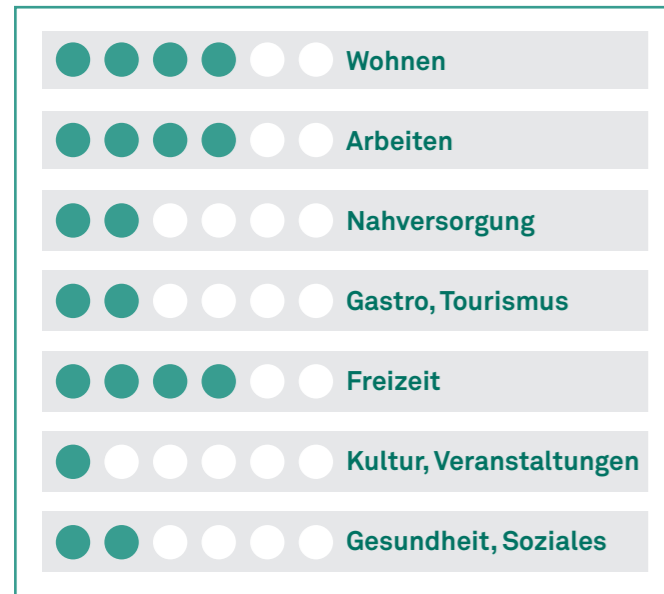 Wohnen
Arbeiten
Nahversorgung
Gastro, Tourismus
Freizeit
Kultur, Veranstaltungen
Gesundheit, Soziales